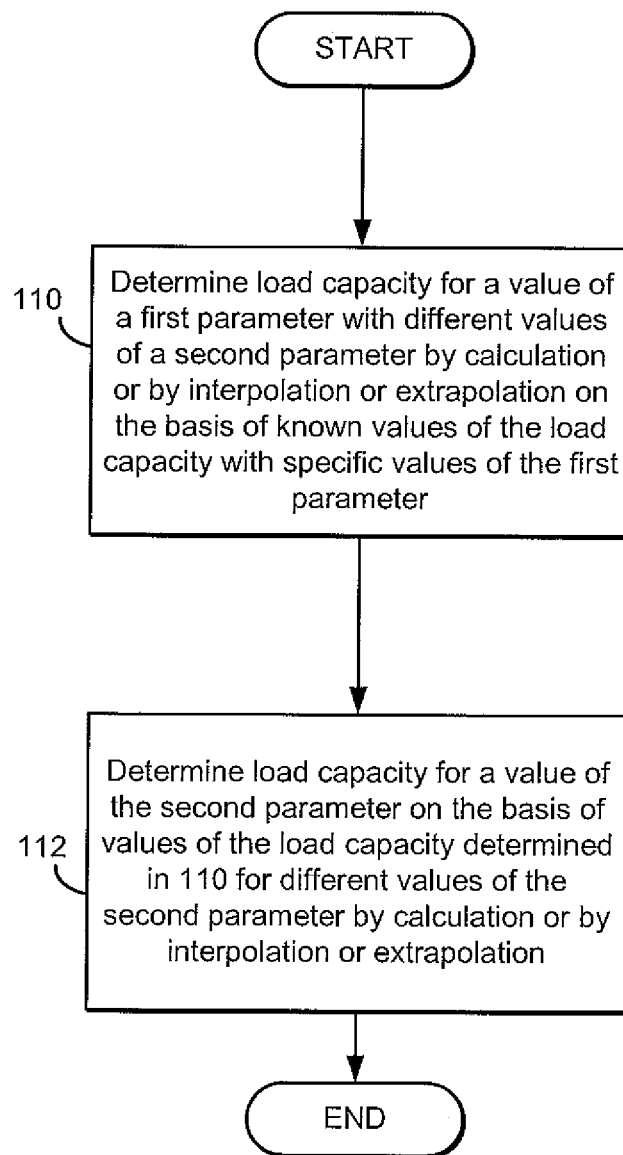 START
110
Determine load capacity for a value of
a first parameter with different values
of a second parameter by calculation
or by interpolation or extrapolation on
the basis of known values of the load
capacity with specific values of the first
parameter
112
Determine load capacity for a value of
the second parameter on the basis of
values of the load capacity determined
in 110 for different values of the
second parameter by calculation or by
interpolation or extrapolation
END